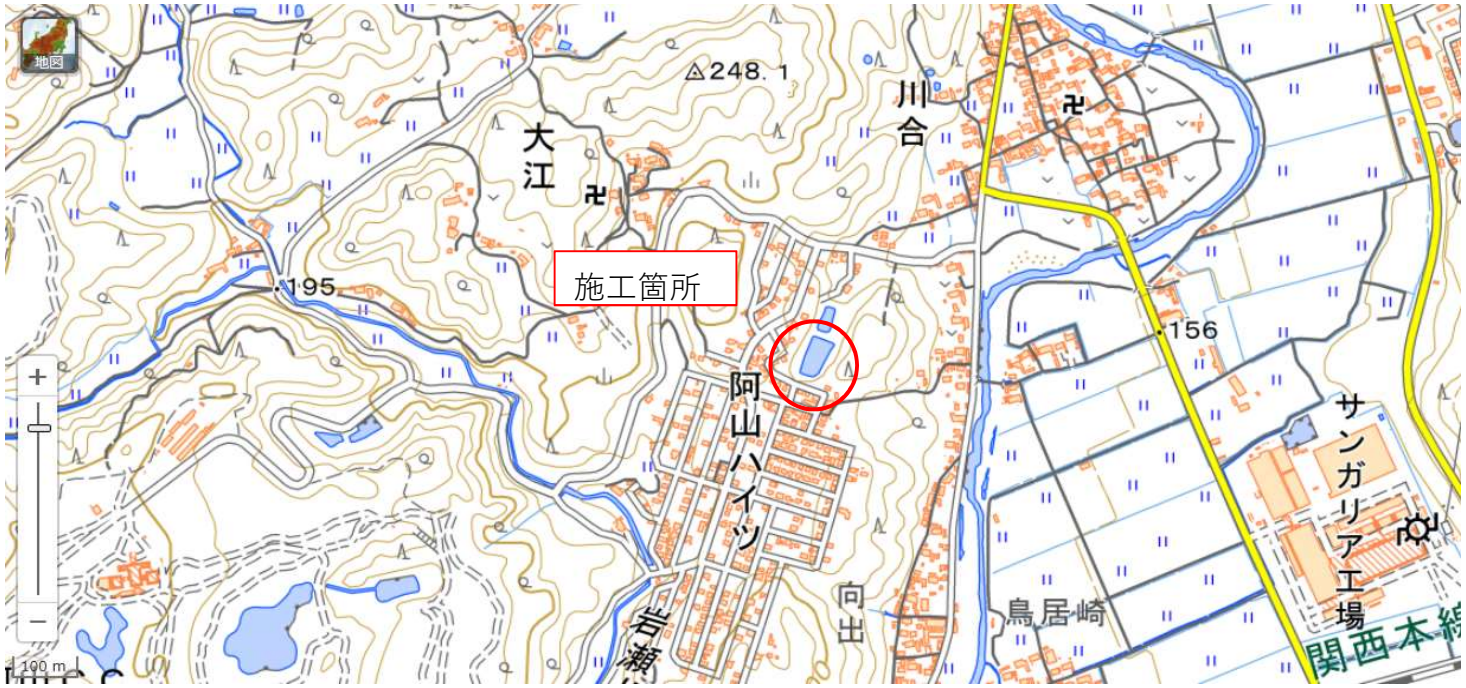 地図
248.1
川合
大江
施工箇所
195
156
阿山ハイツ
サンガリア工場
向出
鳥居崎
岩瀬
関西本線
100 m